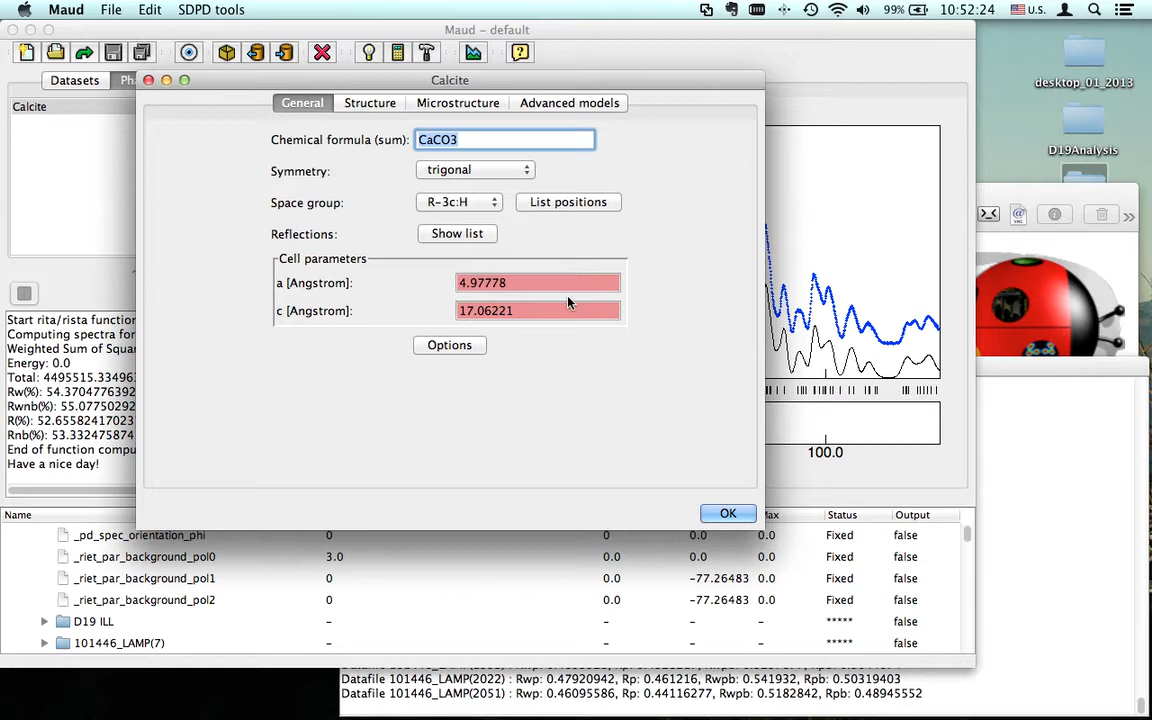 Maud File Edit SDPD tools 99% 10:52:24 U.S.
Maud - default
desktop_01_2013
D19Analysis
Datasets Pha
Calcite
Calcite
General Structure Microstructure Advanced models
Chemical formula (sum): CaCO3
Symmetry: trigonal
Space group: R-3c:H List positions
Reflections: Show list
Cell parameters
a [Angstrom]: 4.97778
c [Angstrom]: 17.06221
Options
OK
Start rita/rista function
Computing spectra for
Weighted Sum of Squar
Energy: 0.0
Total: 4495515.334963
Rw(%): 54.37047763
Rwnb(%): 55.07750292
R(%): 52.65582417023
Rnb(%): 53.332475874
End of function compu
Have a nice day!
100.0
Name Max Status Output
_pd_spec_orientation_phi 0 0 0.0 0.0 Fixed false
_riet_par_background_pol0 3.0 0.0 0.0 Fixed false
_riet_par_background_pol1 0 0.0 -77.26483 Fixed false
_riet_par_background_pol2 0 0.0 -77.26483 Fixed false
D19 ILL – – – ***** false
101446_LAMP(7) – – – ***** false
Datafile 101446_LAMP(2022) : Rwp: 0.47920942, Rp: 0.461216, Rwpb: 0.541932, Rpb: 0.50319403
Datafile 101446_LAMP(2051) : Rwp: 0.46095586, Rp: 0.44116277, Rwpb: 0.5182842, Rpb: 0.48945552